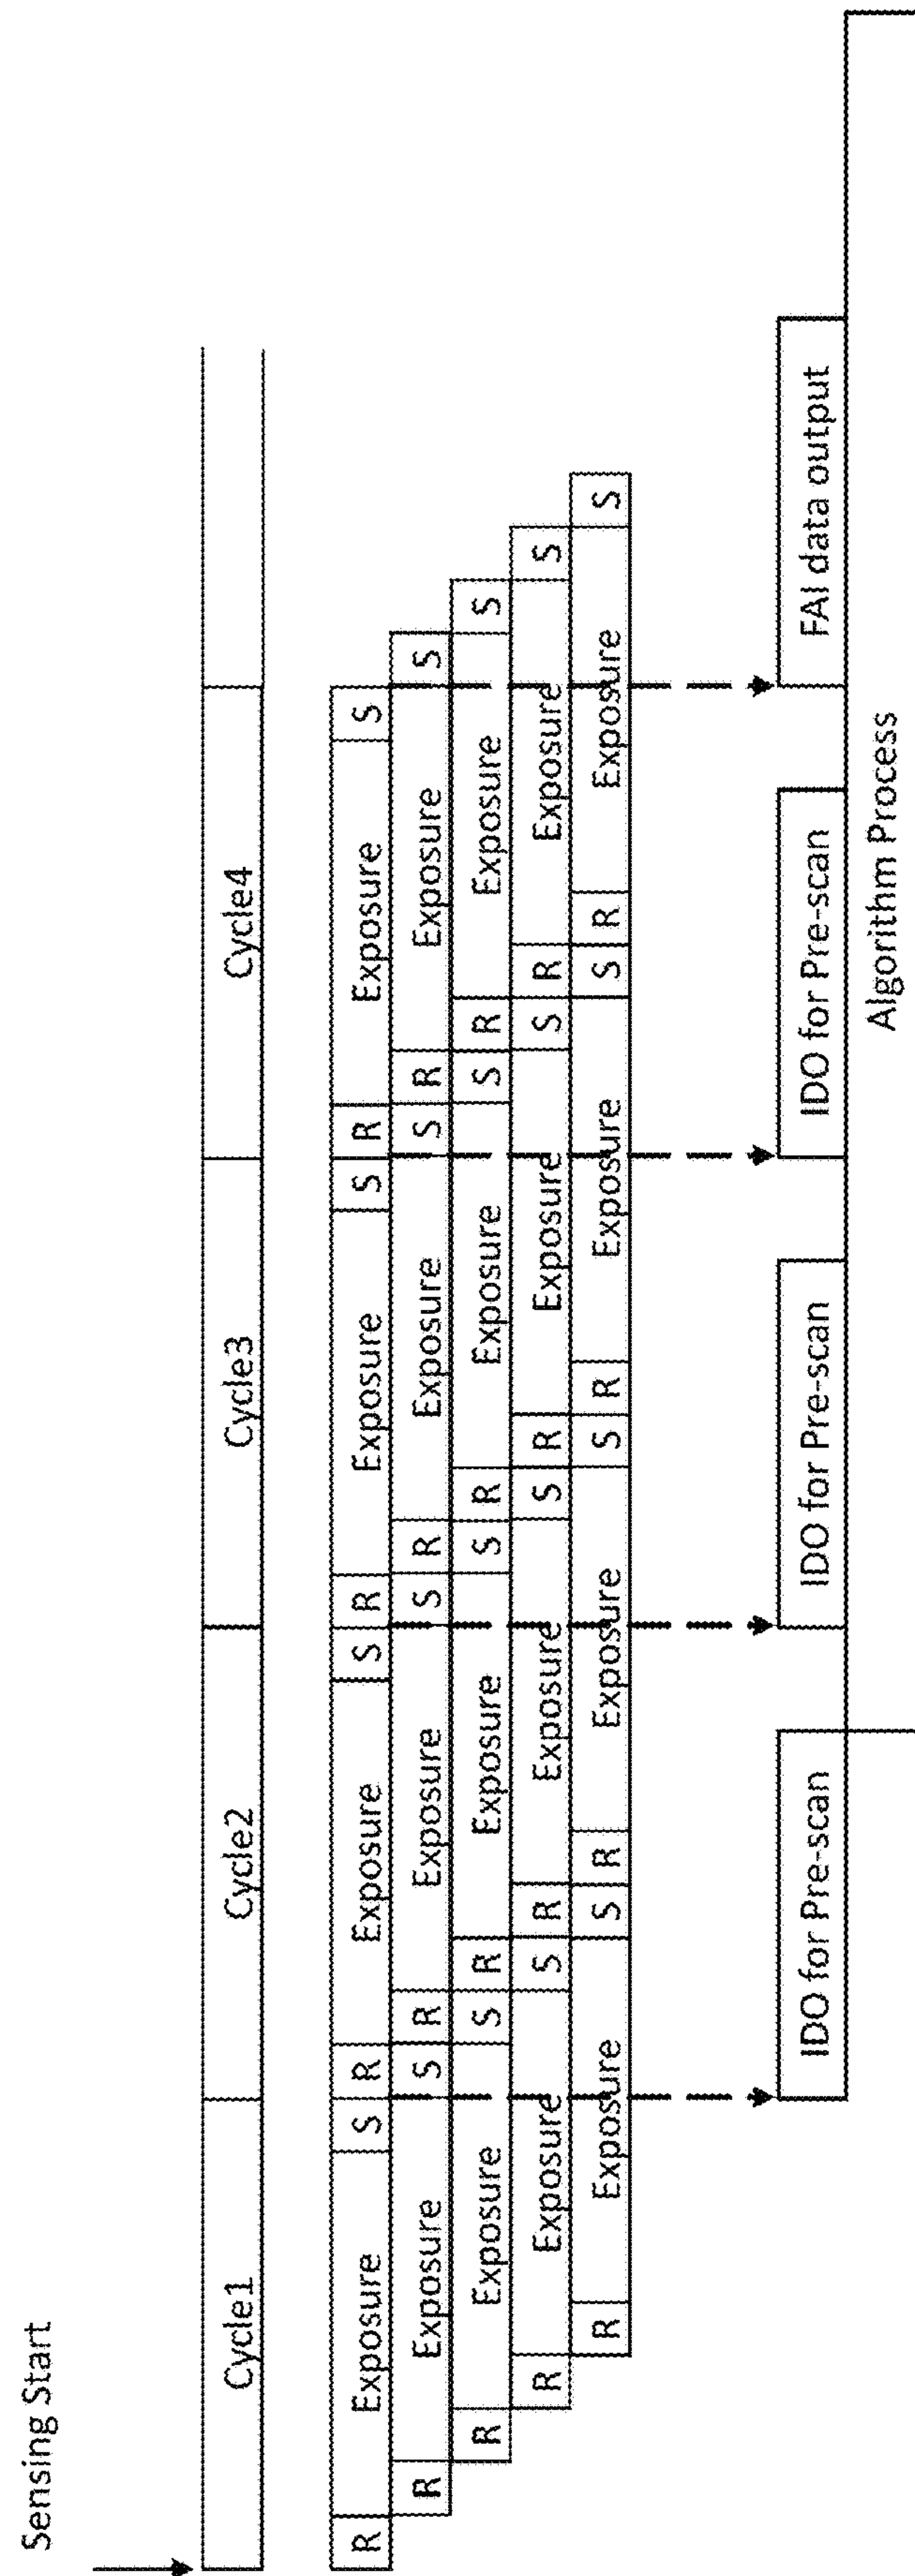 Sensing Start
Cycle1 Cycle2 Cycle3 Cycle4
R Exposure S R Exposure S R Exposure S R Exposure S
R Exposure S R Exposure S R Exposure S R Exposure S
R Exposure S R Exposure S R Exposure S R Exposure S
R Exposure S R Exposure S R Exposure S R Exposure S
R Exposure S R Exposure S R Exposure S R Exposure S
IDO for Pre-scan IDO for Pre-scan IDO for Pre-scan FAI data output
Algorithm Process